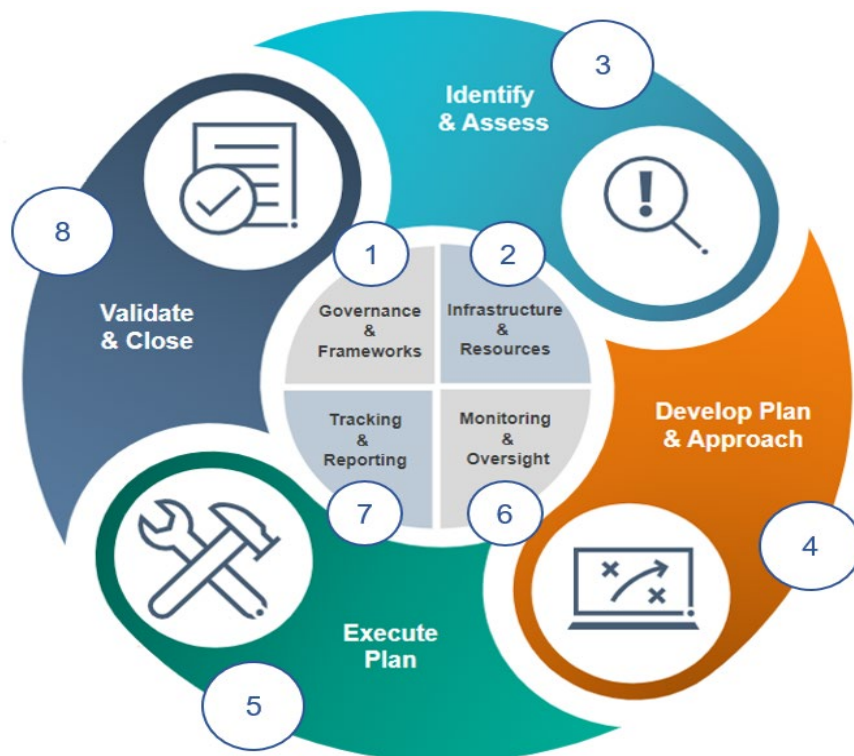 3
Identify
& Assess
8
1
2
Governance
&
Frameworks
Infrastructure
&
Resources
Validate
& Close
Develop Plan
& Approach
Tracking
&
Reporting
Monitoring
&
Oversight
7
6
4
Execute
Plan
5